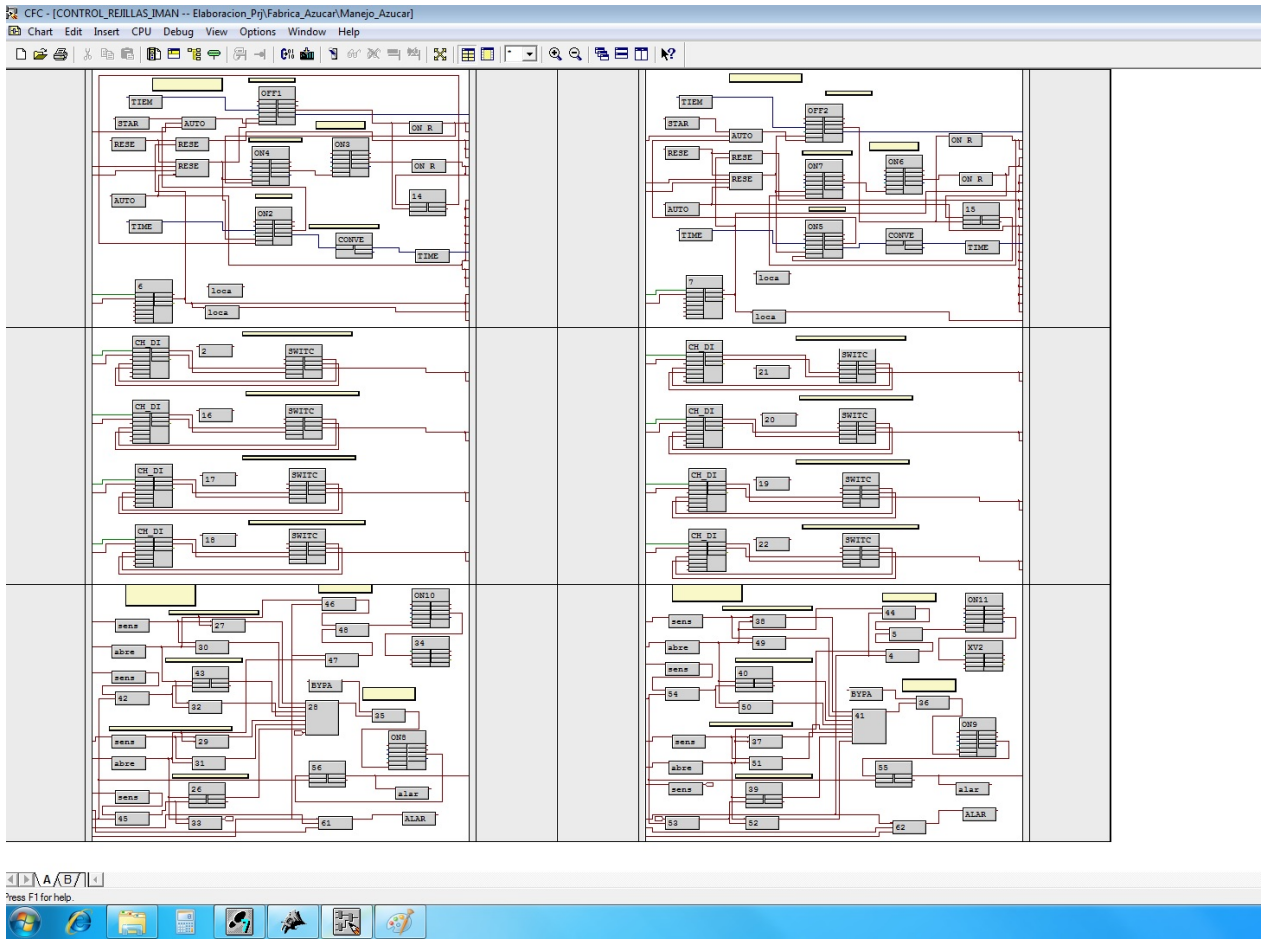 CFC - [CONTROL_REJILLAS_IMAN -- Elaboracion_Prj\Fabrica_Azucar\Manejo_Azucar]
Chart Edit Insert CPU Debug View Options Window Help
TIEM OFF1
STAR AUTO ON R
RESE RESE ON4 ON3
RESE ON R
AUTO 14
TIME ON2 CONVE TIME
6 loca
loca
TIEM OFF2
STAR AUTO ON R
RESE RESE ON7 ON6
RESE ON R
AUTO 15
TIME ON5 CONVE TIME
7 loca
loca
CH_DI 2 SWITC
CH_DI 16 SWITC
CH_DI 17 SWITC
CH_DI 18 SWITC
CH_DI 21 SWITC
CH_DI 20 SWITC
CH_DI 19 SWITC
CH_DI 22 SWITC
46 ON10
sens 27 48
abre 30 34
47
sens 43 BYPA
42 32 28 35
sens 29 ON8
abre 31 56
sens 26 alar
45 33 61 ALAR
44 ON11
sens 38 5
abre 49 4 XV2
sens 40 BYPA
54 50 41 36
sens 37 ON9
abre 51 55
sens 39 alar
53 52 62 ALAR
A B
Press F1 for help.